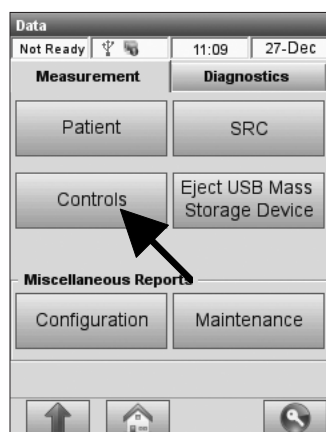 Data
Not Ready 11:09 27-Dec
Measurement Diagnostics
Patient SRC
Controls Eject USB Mass
Storage Device
Miscellaneous Reports
Configuration Maintenance